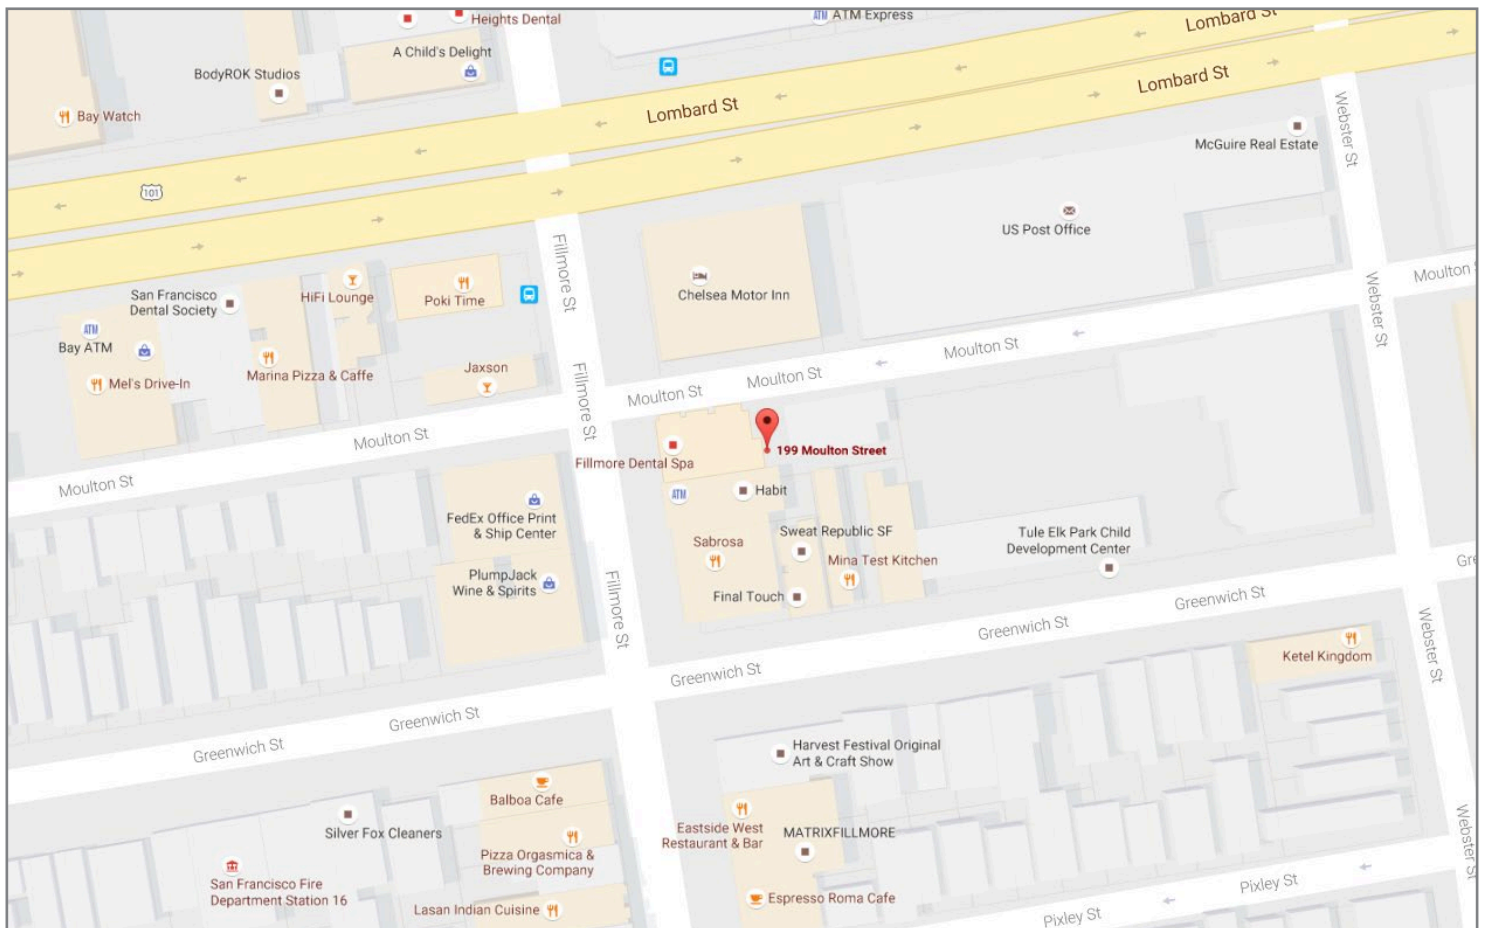 Heights Dental
ATM
ATM Express
Lombard St
A Child's Delight
BodyROK Studios
Lombard St
Lombard St
Bay Watch
Webster St
McGuire Real Estate
101
US Post Office
Fillmore St
Moulton
San Francisco
Dental Society
HiFi Lounge
Poki Time
Chelsea Motor Inn
Webster St
ATM
Bay ATM
Moulton St
Mel's Drive-In
Marina Pizza & Caffe
Jaxson
Fillmore St
Moulton St
Moulton St
Moulton St
199 Moulton Street
Fillmore Dental Spa
Moulton St
ATM
Habit
FedEx Office Print
& Ship Center
Sweat Republic SF
Sabrosa
Tule Elk Park Child
Development Center
Mina Test Kitchen
PlumpJack
Wine & Spirits
Final Touch
Fillmore St
Greenwich St
Greenwich St
Gre
Webster St
Ketel Kingdom
Greenwich St
Greenwich St
Greenwich St
Harvest Festival Original
Art & Craft Show
Balboa Cafe
Silver Fox Cleaners
Eastside West
Restaurant & Bar
MATRIXFILLMORE
Webster St
Pizza Orgasmica &
Brewing Company
San Francisco Fire
Department Station 16
Lasan Indian Cuisine
Espresso Roma Cafe
Pixley St
Pixley St